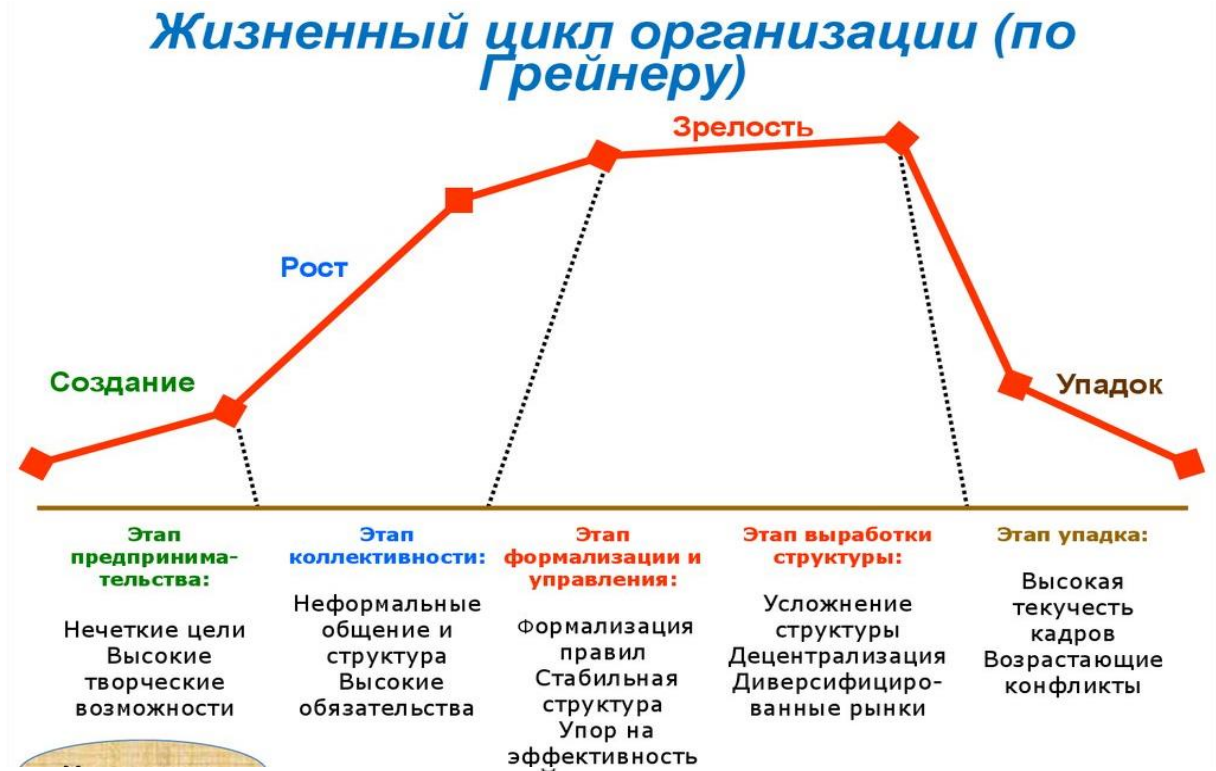 Жизненный цикл организации (по
Грейнеру)
Зрелость
Рост
Создание
Упадок
Этап
предпринима-
тельства:
Нечеткие цели
Высокие
творческие
возможности
Этап
коллективности:
Неформальные
общение и
структура
Высокие
обязательства
Этап
формализации и
управления:
Формализация
правил
Стабильная
структура
Упор на
эффективность
Этап выработки
структуры:
Усложнение
структуры
Децентрализация
Диверсифициро-
ванные рынки
Этап упадка:
Высокая
текучесть
кадров
Возрастающие
конфликты